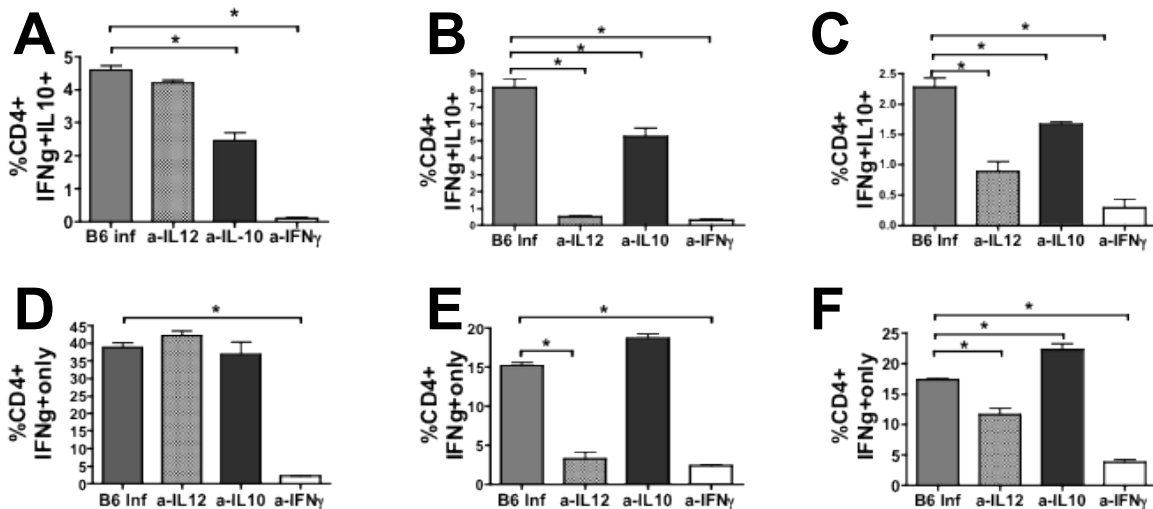 A
B
C
*
*
%CD4+
IFNg+IL10+
5
4
3
2
1
0
B6 inf a-IL12 a-IL-10 a-IFNγ
*
*
*
%CD4+
IFNg+IL10+
9
8
7
6
5
4
3
2
1
0
B6 Inf a-IL12 a-IL10 a-IFNγ
*
*
*
%CD4+
IFNg+IL10+
2.5
2.0
1.5
1.0
0.5
0.0
B6 Inf a-IL12 a-IL10 a-IFNγ
D
E
F
*
%CD4+
IFNg+only
45
40
35
30
25
20
15
10
5
0
B6 Inf a-IL12 a-IL10 a-IFNγ
*
*
%CD4+
IFNg+only
20
15
10
5
0
B6 Inf a-IL12 a-IL10 a-IFNγ
*
*
*
%CD4+
IFNg+only
25
20
15
10
5
0
B6 Inf a-IL12 a-IL10 a-IFNγ